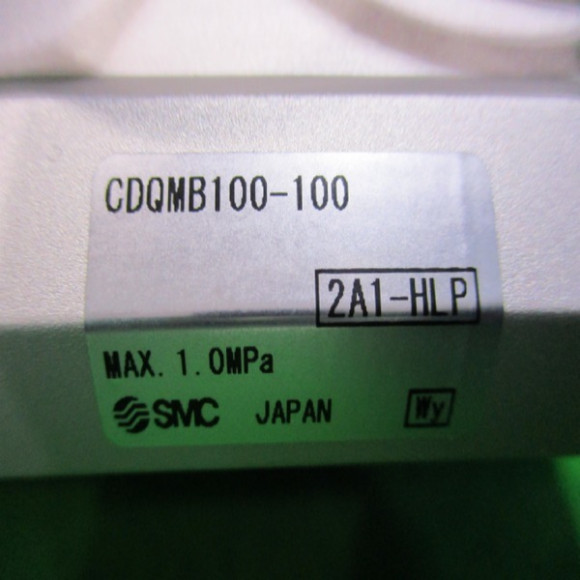 CDQMB100-100
2A1-HLP
MAX. 1.0MPa
SMC JAPAN Wy